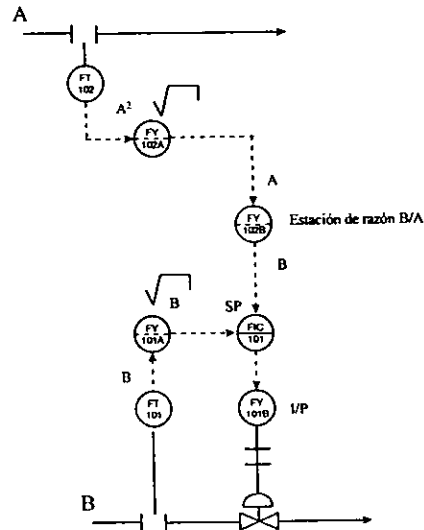 A
FT
102
A²
FY
102A
A
FY
102B
Estación de razón B/A
B
SP
B
FY
101A
FIC
101
B
FT
101
FY
101B
I/P
B